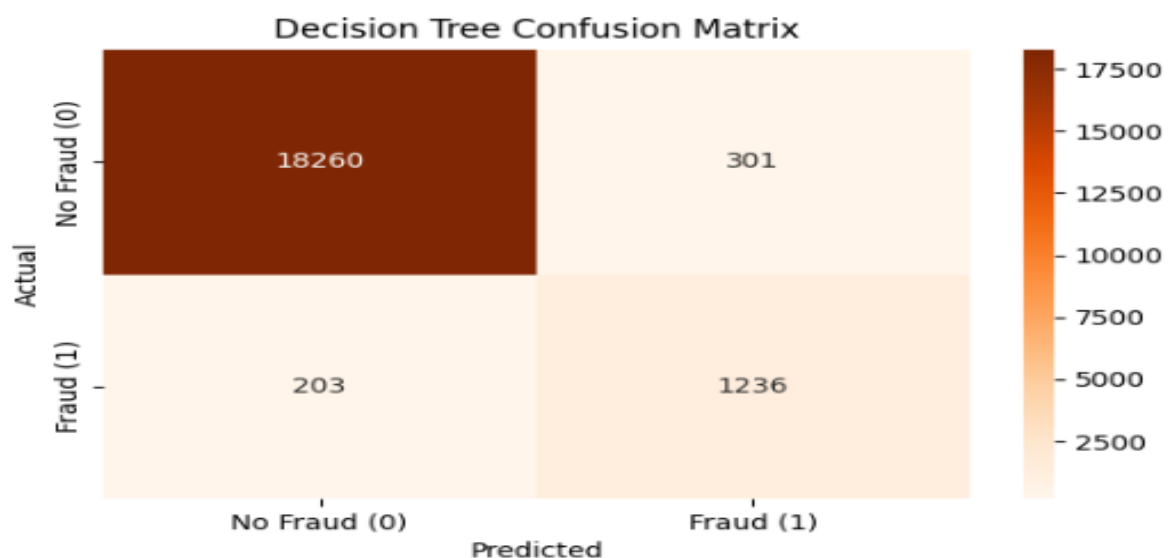 Decision Tree Confusion Matrix
Actual
No Fraud (0)
Fraud (1)
18260
301
203
1236
No Fraud (0)
Fraud (1)
Predicted
17500
15000
12500
10000
7500
5000
2500